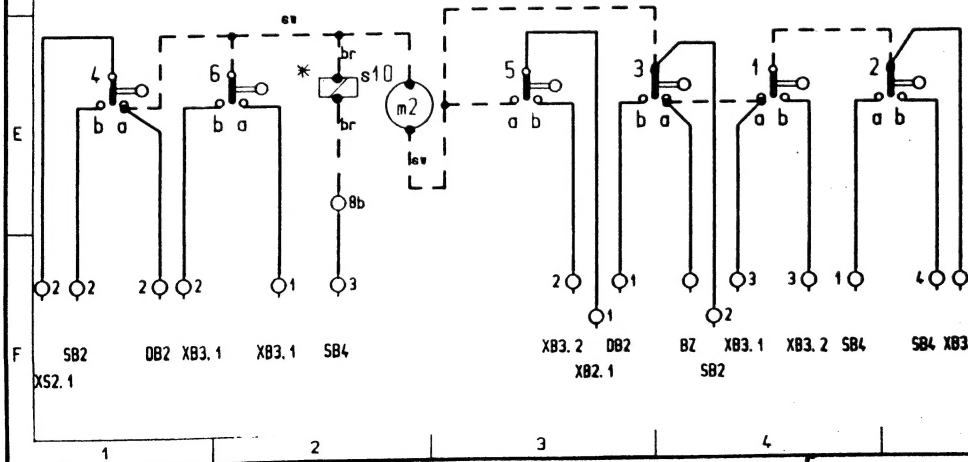 sw
br
4
6
*
s10
5
3
1
2
m2
b a
b a
a b
b a
a b
a b
E
br
sw
8b
2
2
2
2
1
3
2
1
3
3
1
4
1
2
F
SB2
DB2
XB3.1
XB3.1
SB4
XB3.2
DB2
BZ
XB3.1
XB3.2
SB4
SB4
XB3
XS2.1
XB2.1
SB2
1
2
3
4